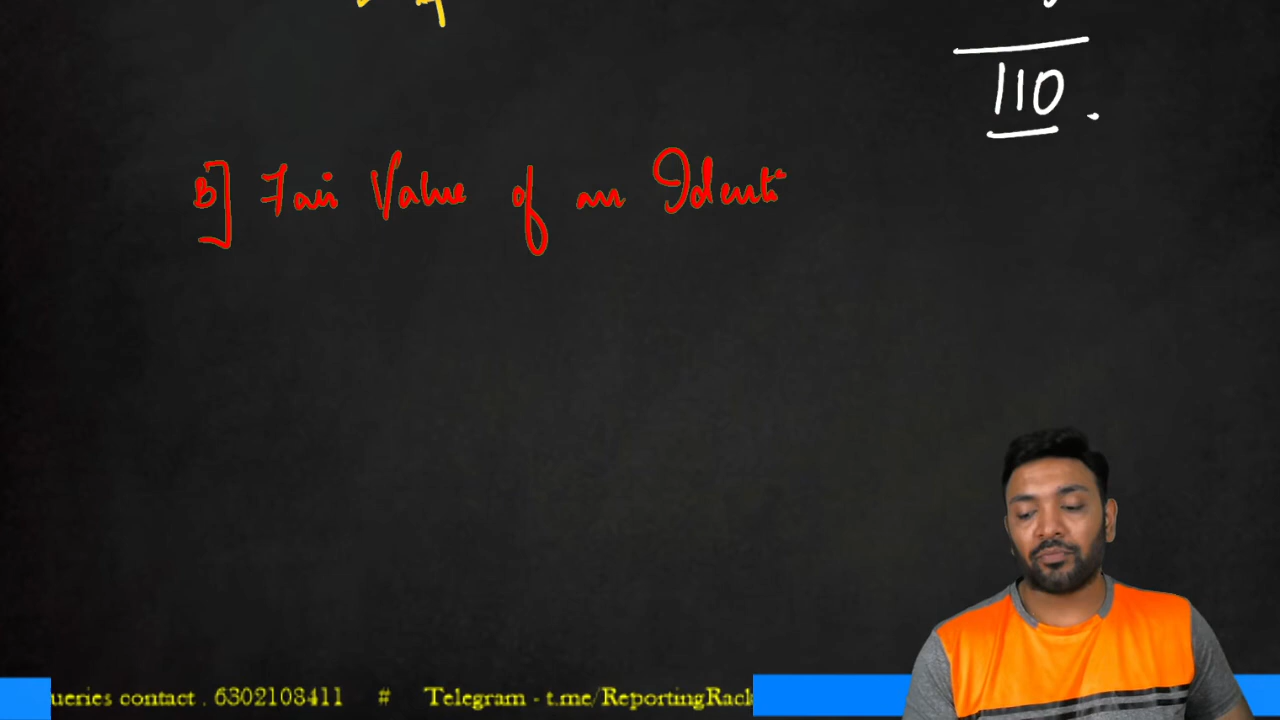 110.
B] Fair Value of an Identi
ueries contact . 6302108411 # Telegram - t.me/ReportingRack